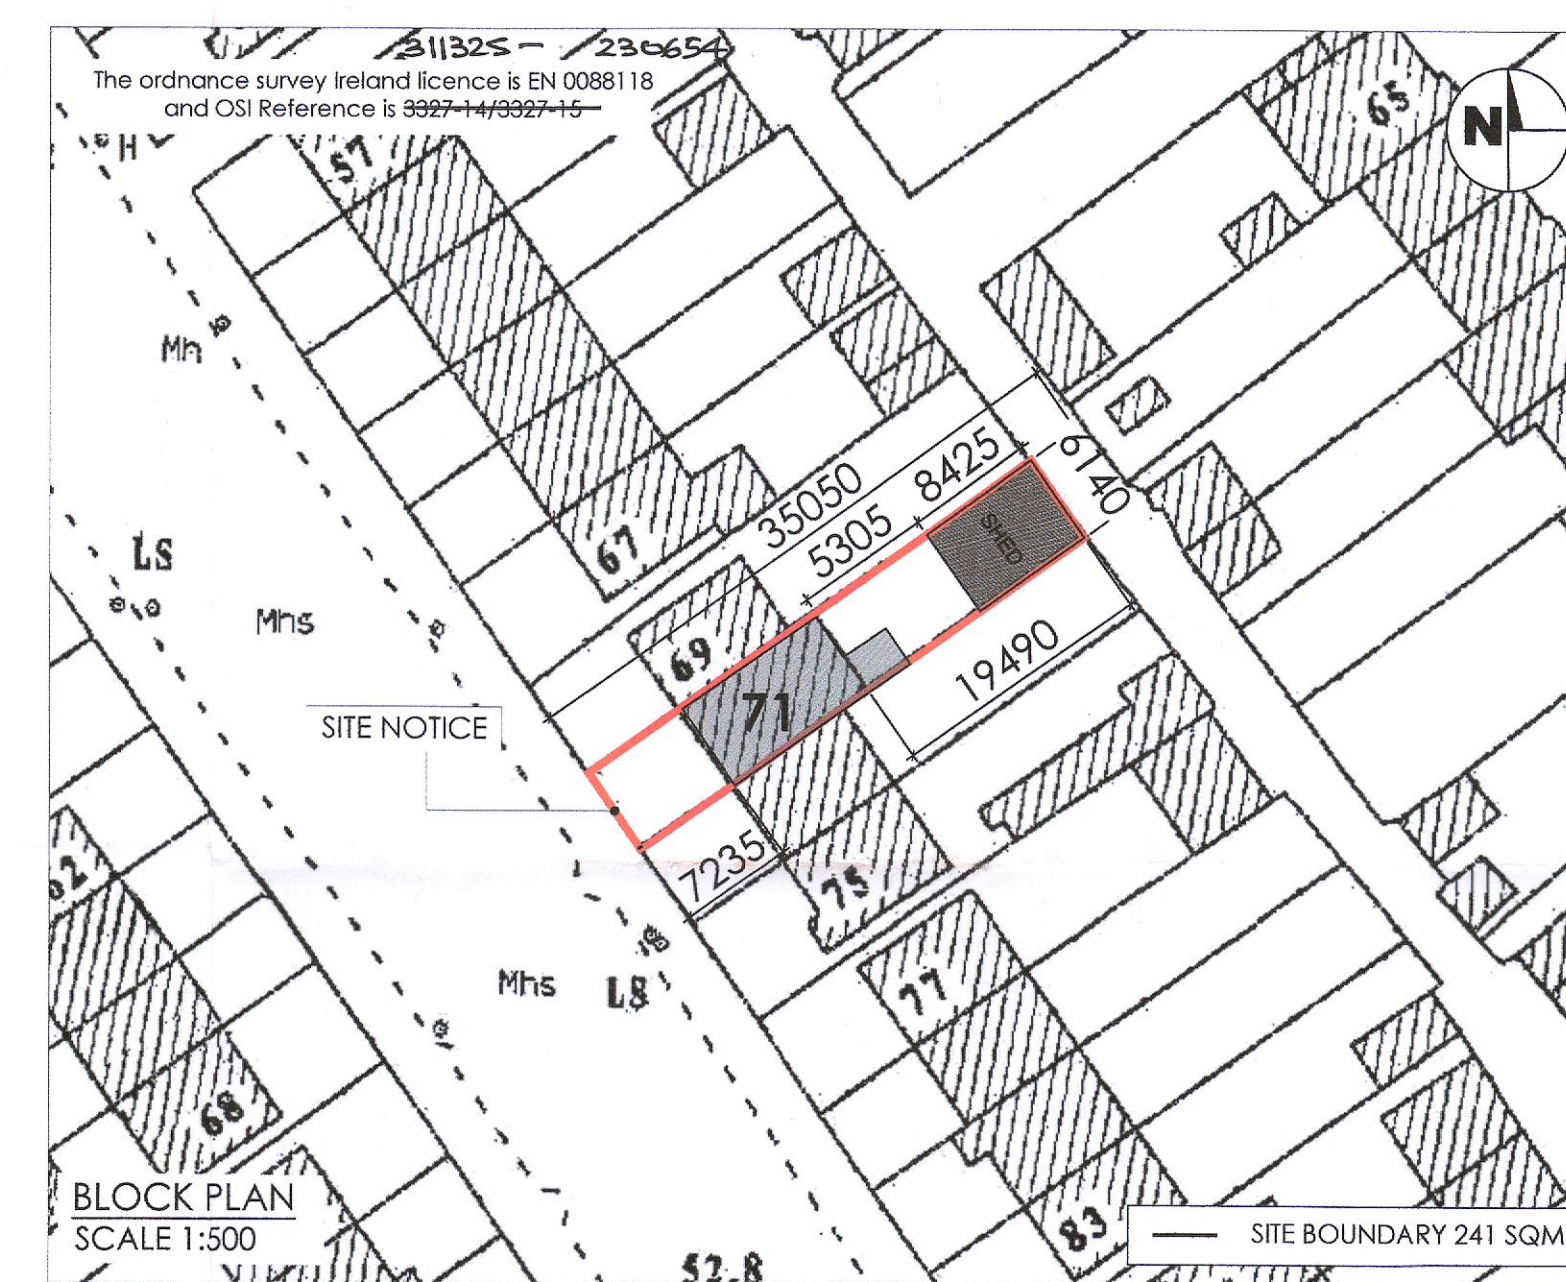 311325- 230654
The ordnance survey Ireland licence is EN 0088118
and OSI Reference is 3327-14/3327-15
N
65
57
H
Mh
LS
Mhs
67
35050
8425
6140
5305
SHED
69
71
19490
SITE NOTICE
7235
75
62
77
Mhs
LS
68
83
BLOCK PLAN
SCALE 1:500
52.8
SITE BOUNDARY 241 SQM